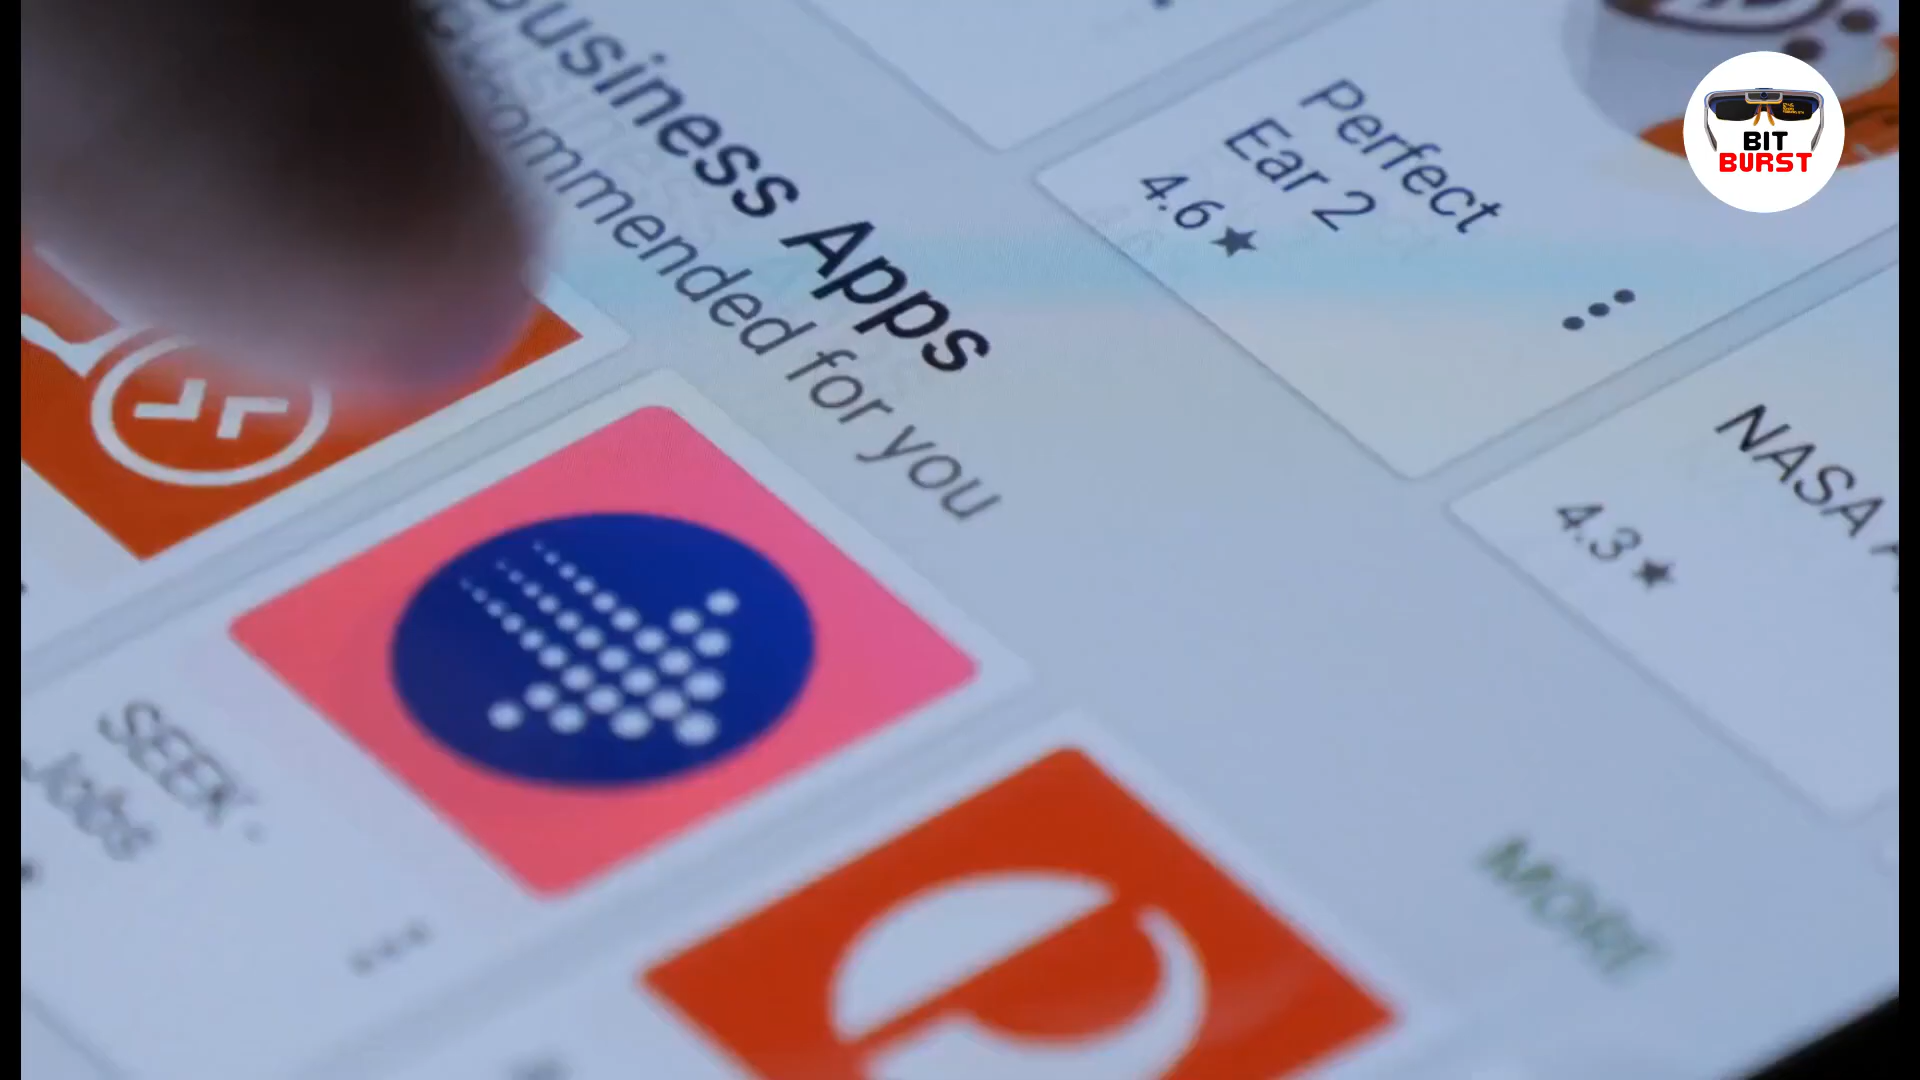 Business Apps
Recommended for you
Perfect
Ear 2
4.6★
NASA
4.3★
SEEK -
Jobs
MORE
BIT
BURST